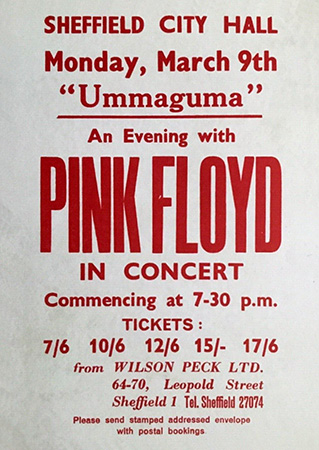 SHEFFIELD CITY HALL
Monday, March 9th
"Ummaguma"
An Evening with
PINK FLOYD
IN CONCERT
Commencing at 7-30 p.m.
TICKETS :
7/6 10/6 12/6 15/- 17/6
from WILSON PECK LTD.
64-70, Leopold Street
Sheffield 1 Tel. Sheffield 27074
Please send stamped addressed envelope
with postal bookings